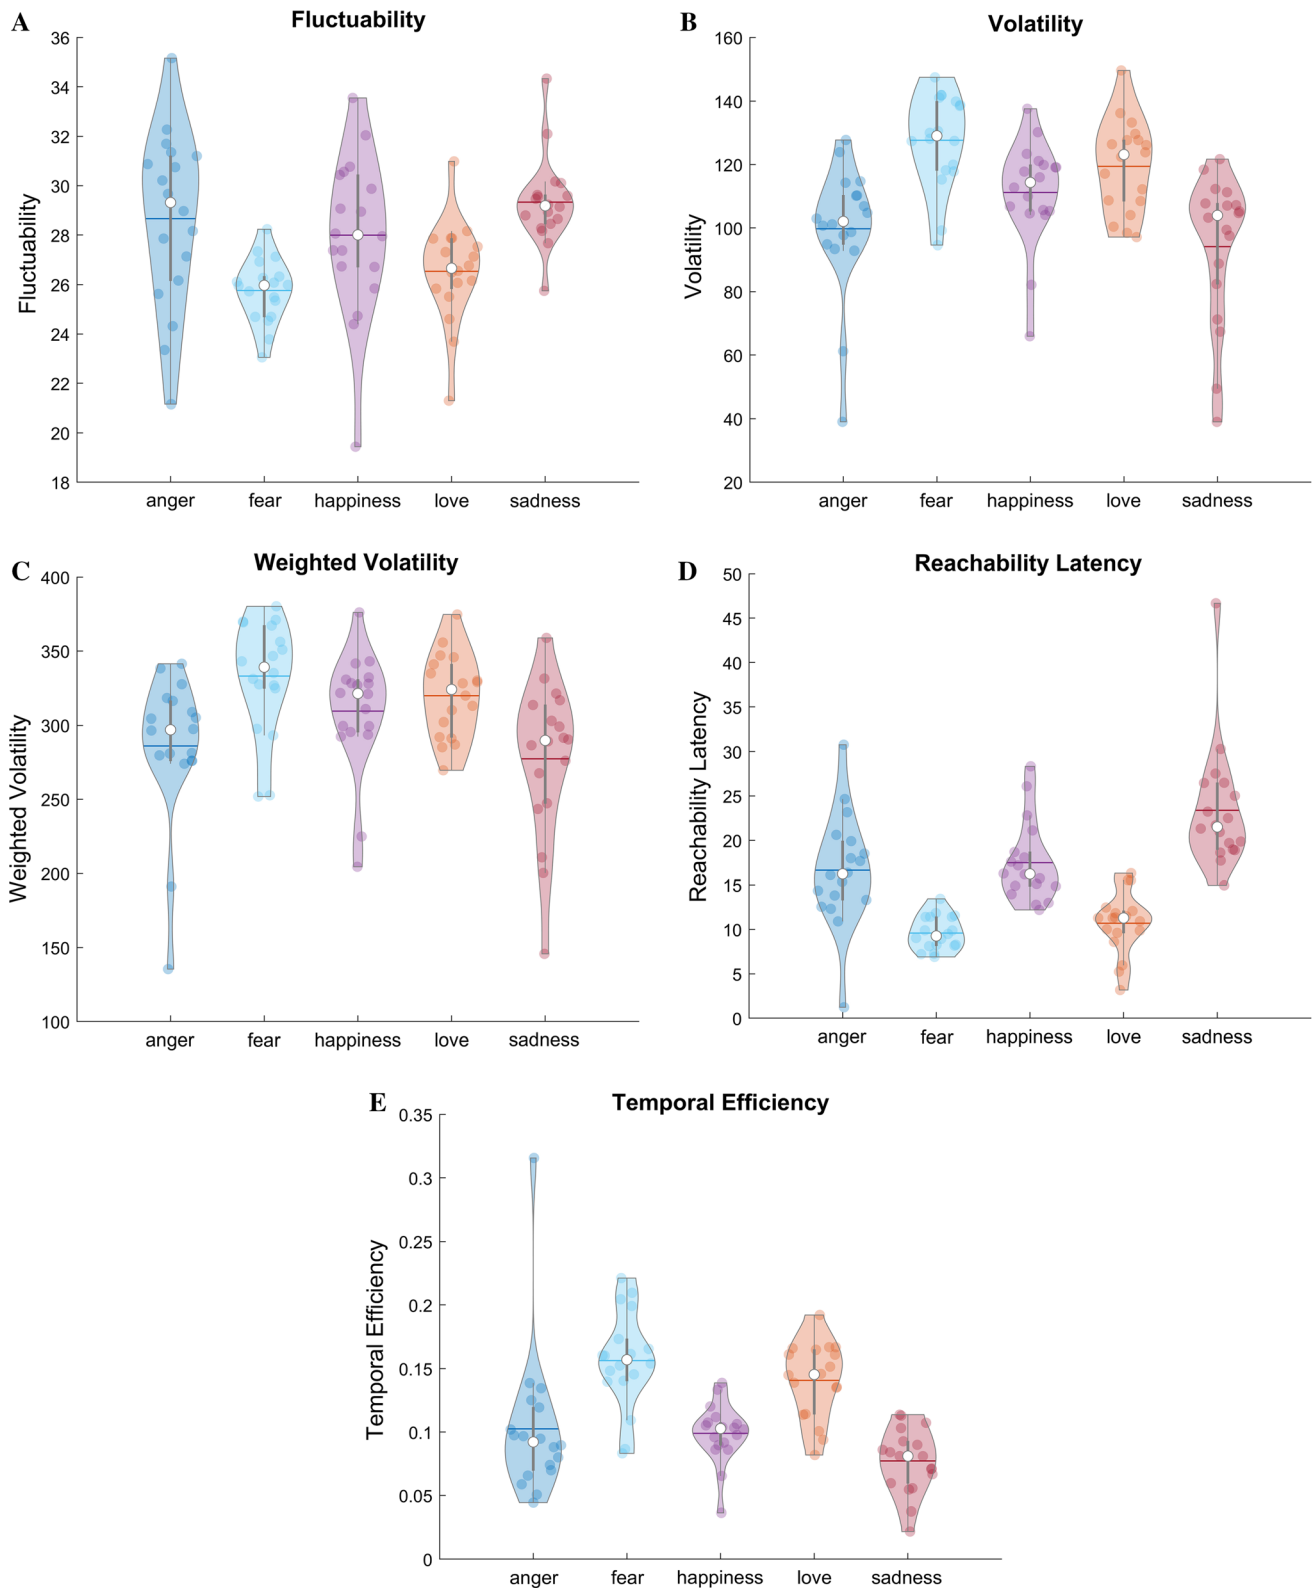 A
Fluctuability
Fluctuability
36
34
32
30
28
26
24
22
20
18
anger
fear
happiness
love
sadness
B
Volatility
Volatility
160
140
120
100
80
60
40
20
anger
fear
happiness
love
sadness
C
Weighted Volatility
Weighted Volatility
400
350
300
250
200
150
100
anger
fear
happiness
love
sadness
D
Reachability Latency
Reachability Latency
50
45
40
35
30
25
20
15
10
5
0
anger
fear
happiness
love
sadness
E
Temporal Efficiency
Temporal Efficiency
0.35
0.3
0.25
0.2
0.15
0.1
0.05
0
anger
fear
happiness
love
sadness